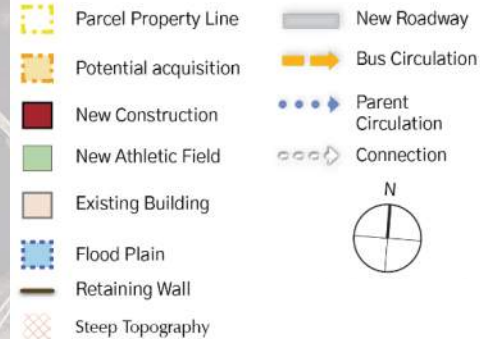 Parcel Property Line
Potential acquisition
New Construction
New Athletic Field
Existing Building
Flood Plain
Retaining Wall
Steep Topography
New Roadway
Bus Circulation
Parent
Circulation
Connection
N